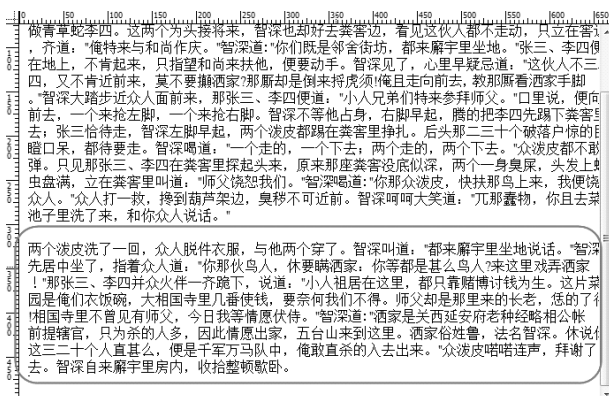 0 50 100 150 200 250 300 350 400 450 500 550 600 650
做青草蛇李四。这两个为头接将来，智深也却好去粪窖边，看见这伙人都不走动，只立在窖
，齐道："俺特来与和尚作庆。"智深道："你们既是邻舍街坊，都来廨宇里坐地。"张三、李四便
在地上，不肯起来，只指望和尚来扶他，便要动手。智深见了，心里早疑忌道："这伙人不三
四，又不肯近前来，莫不要攧洒家?那厮却是倒来捋虎须!俺且走向前去，教那厮看洒家手脚
。"智深大踏步近众人面前来，那张三、李四便道："小人兄弟们特来参拜师父。"口里说，便向
前去，一个来抢左脚，一个来抢右脚。智深不等他占身，右脚早起，腾的把李四先踢下粪窖
去；张三恰待走，智深左脚早起，两个泼皮都踢在粪窖里挣扎。后头那二三十个破落户惊的目
瞪口呆，都待要走。智深喝道："一个走的，一个下去；两个走的，两个下去。"众泼皮都不敢
弹。只见那张三、李四在粪窖里探起头来，原来那座粪窖没底似深，两个一身臭屎，头发上
虫盘满，立在粪窖里叫道："师父饶恕我们。"智深喝道："你那众泼皮，快扶那鸟上来，我便饶
众人。"众人打一救，搀到葫芦架边，臭秽不可近前。智深呵呵大笑道："兀那蠢物，你且去菜
池子里洗了来，和你众人说话。"
两个泼皮洗了一回，众人脱件衣服，与他两个穿了。智深叫道："都来廨宇里坐地说话。"智深
先居中坐了，指着众人道："你那伙鸟人，休要瞒洒家：你等都是甚么鸟人?来这里戏弄洒家
！"那张三、李四并众火伴一齐跪下，说道："小人祖居在这里，都只靠赌博讨钱为生。这片菜
园是俺们衣饭碗，大相国寺里几番使钱，要奈何我们不得。师父却是那里来的长老，恁的了得
!相国寺里不曾见有师父，今日我等情愿伏侍。"智深道："洒家是关西延安府老种经略相公帐
前提辖官，只为杀的人多，因此情愿出家，五台山来到这里。洒家俗姓鲁，法名智深。休说你
这三二十个人直甚么，便是千军万马队中，俺敢直杀的入去出来。"众泼皮喏喏连声，拜谢了
去。智深自来廨宇里房内，收拾整顿歇卧。